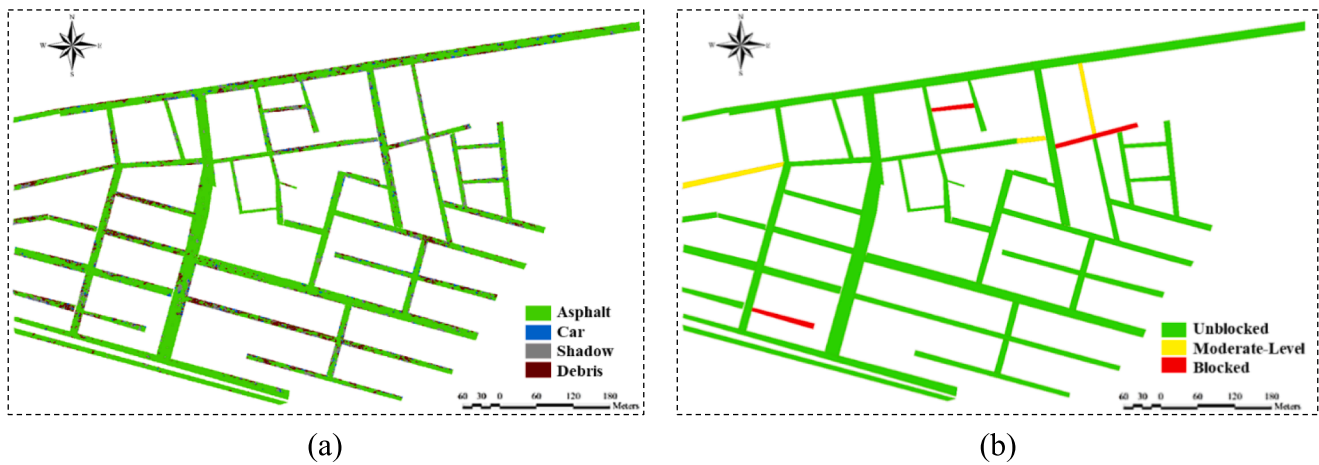 N
W E
S
Asphalt
Car
Shadow
Debris
60 30 0 60 120 180
Meters
(a)
N
W E
S
Unblocked
Moderate-Level
Blocked
60 30 0 60 120 180
Meters
(b)